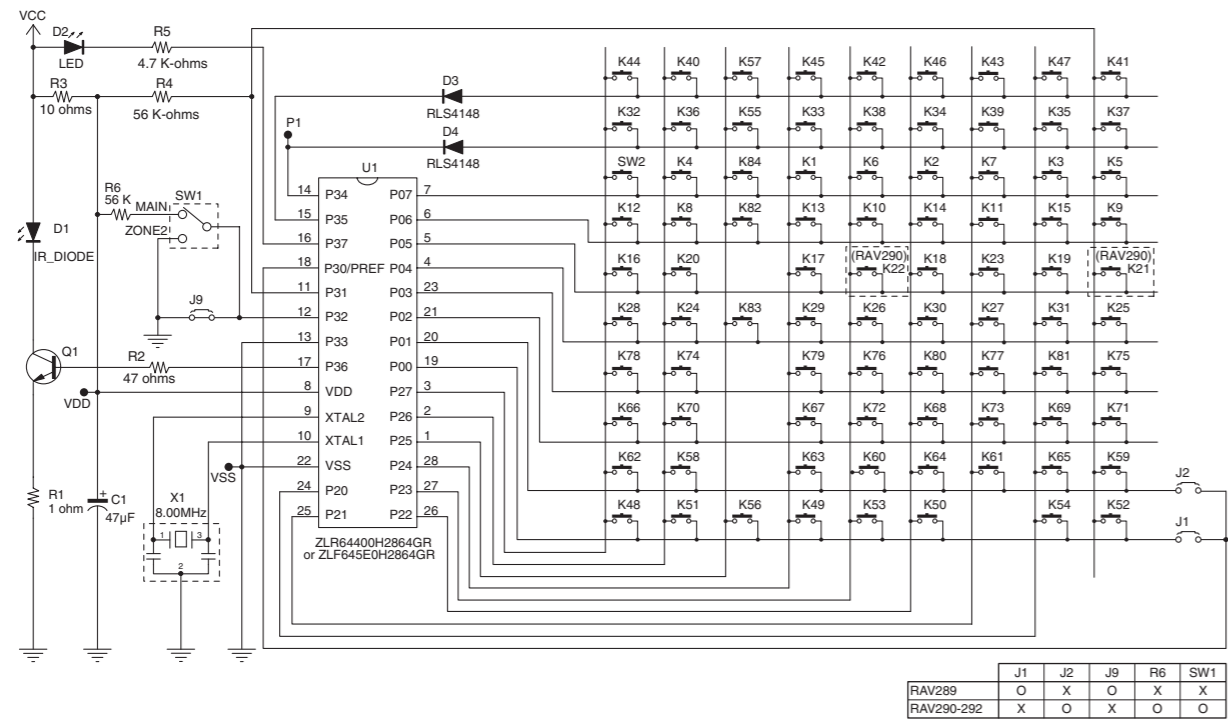 VCC
D2
LED
R5
4.7 K-ohms
R3
10 ohms
R4
56 K-ohms
D3
RLS4148
P1
D4
RLS4148
R6
56 K
MAIN
SW1
ZONE2
D1
IR_DIODE
J9
Q1
R2
47 ohms
VDD
VSS
R1
1 ohm
+
C1
47µF
X1
8.00MHz
1
3
2
U1
14 P34 P07 7
15 P35 P06 6
16 P37 P05 5
18 P30/PREF P04 4
11 P31 P03 23
12 P32 P02 21
13 P33 P01 20
17 P36 P00 19
8 VDD P27 3
9 XTAL2 P26 2
10 XTAL1 P25 1
22 VSS P24 28
24 P20 P23 27
25 P21 P22 26
ZLR64400H2864GR
or ZLF645E0H2864GR
K44 K40 K57 K45 K42 K46 K43 K47 K41
K32 K36 K55 K33 K38 K34 K39 K35 K37
SW2 K4 K84 K1 K6 K2 K7 K3 K5
K12 K8 K82 K13 K10 K14 K11 K15 K9
(RAV290) (RAV290)
K16 K20 K17 K22 K18 K23 K19 K21
K28 K24 K83 K29 K26 K30 K27 K31 K25
K78 K74 K79 K76 K80 K77 K81 K75
K66 K70 K67 K72 K68 K73 K69 K71
K62 K58 K63 K60 K64 K61 K65 K59
K48 K51 K56 K49 K53 K50 K54 K52
J2
J1
J1 J2 J9 R6 SW1
RAV289 O X O X X
RAV290-292 X O X O O